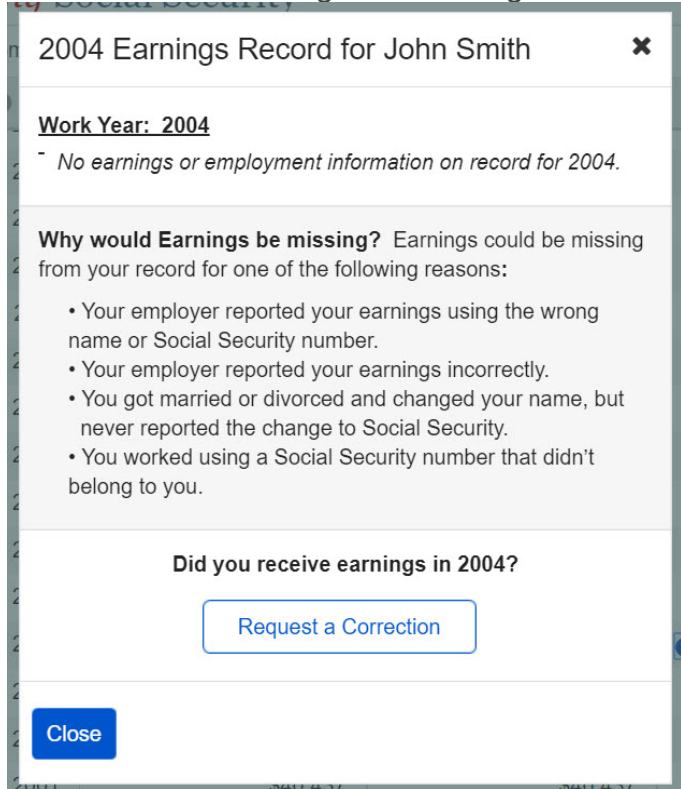 Social Security
2004 Earnings Record for John Smith ✖
Work Year: 2004
- No earnings or employment information on record for 2004.
Why would Earnings be missing? Earnings could be missing
from your record for one of the following reasons:
• Your employer reported your earnings using the wrong
name or Social Security number.
• Your employer reported your earnings incorrectly.
• You got married or divorced and changed your name, but
never reported the change to Social Security.
• You worked using a Social Security number that didn’t
belong to you.
Did you receive earnings in 2004?
Request a Correction
Close